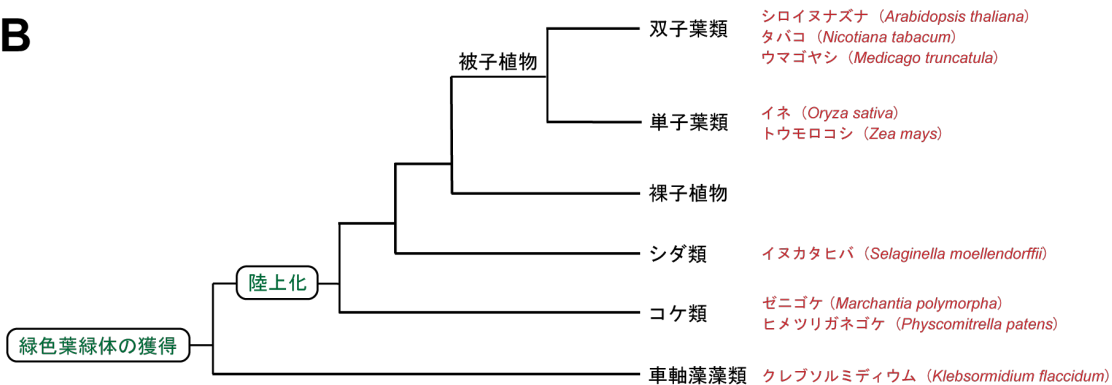 B
双子葉類
シロイヌナズナ（Arabidopsis thaliana）
タバコ（Nicotiana tabacum）
ウマゴヤシ（Medicago truncatula）
被子植物
単子葉類
イネ（Oryza sativa）
トウモロコシ（Zea mays）
裸子植物
シダ類
イヌカタヒバ（Selaginella moellendorffii）
陸上化
コケ類
ゼニゴケ（Marchantia polymorpha）
ヒメツリガネゴケ（Physcomitrella patens）
緑色葉緑体の獲得
車軸藻藻類
クレブソルミディウム（Klebsormidium flaccidum）